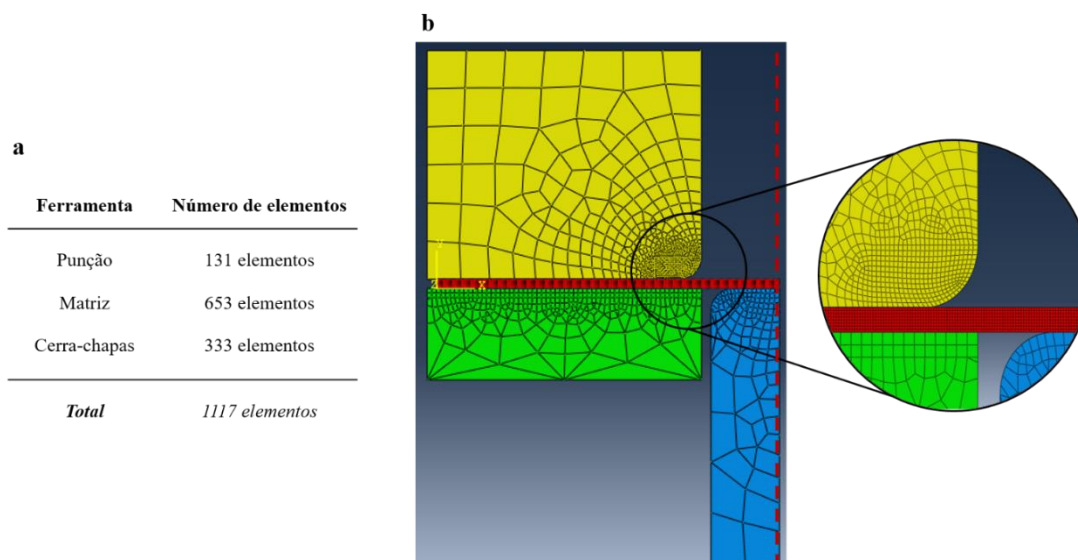 b
a
Ferramenta Número de elementos
Punção 131 elementos
Matriz 653 elementos
Cerra-chapas 333 elementos
Total 1117 elementos
X